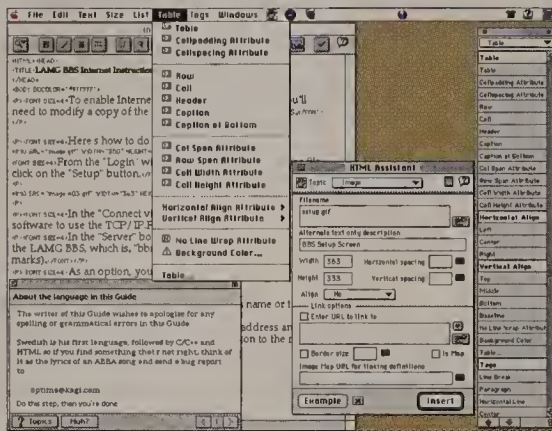 File Edit Text Size List Table Tags Windows
Table
Cellpadding Attribute
Cellspacing Attribute
Row
Cell
Header
Caption
Caption at Bottom
Col Span Attribute
Row Span Attribute
Cell Width Attribute
Cell Height Attribute
Horizontal Align Attribute
Vertical Align Attribute
No Line Wrap Attribute
Background Color...
Table...
<HTML><HEAD>
<TITLE>LAMG BBS Internet Instruction
</HEAD>
To enable Interne
need to modify a copy of the
Here s how to do
From the "Login" wi
click on the "Setup" button.
In the "Connect vi
software to use the "TCP/IP
In the "Server" bo
the LAMG BBS, which is, "bb
marks).
As an option, you
name or
address an
on to the
About the language in this Guide
The writer of this Guide wishes to apologize for any
spelling or grammatical errors in this Guide
Swedish is his first language, followed by C/C++ and
HTML so if you find something that r not right, think of
it as the lyrics of an ABBA song and send a bug report
to
optima@kagi.com
Do the step, then you're done
? Topics Huh?
HTML Assistant
Topic Image
Filename
setup.gif
Alternate text only description
BBS Setup Screen
Width 363 Horizontal spacing
Height 333 Vertical spacing
Align No
Link options
Enter URL to link to
Border size Is Map
Image Map URL for linking definitions
Example Insert
Table
Table
Table
Cellpadding Attribute
Cellspacing Attribute
Row
Cell
Header
Caption
Caption at Bottom
Col Span Attribute
Row Span Attribute
Cell Width Attribute
Cell Height Attribute
Horizontal Align
Left
Center
Right
Vertical Align
Top
Middle
Bottom
Baseline
No Line Wrap Attribut
Background Color
Table...
Tags
Line Break
Paragraph
Horizontal Line
Center